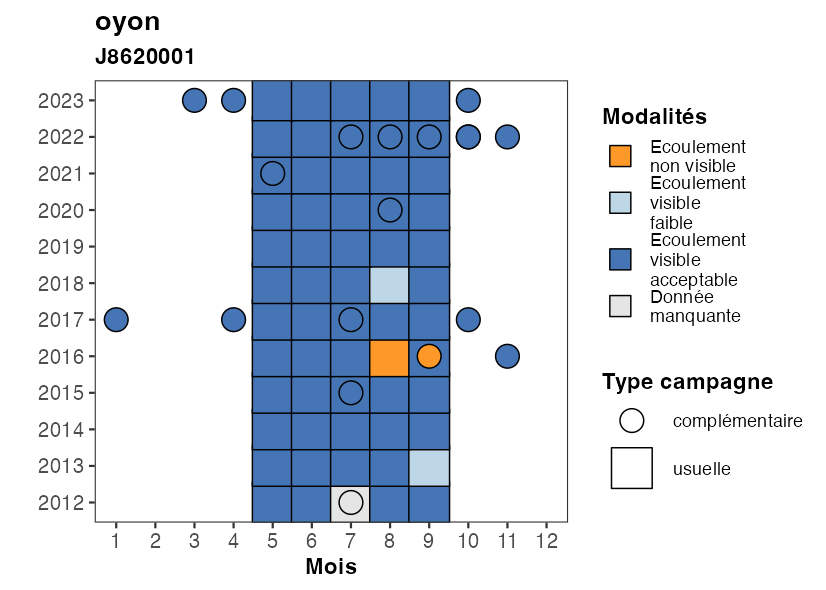 oyon
J8620001
2023
2022
2021
2020
2019
2018
2017
2016
2015
2014
2013
2012
1 2 3 4 5 6 7 8 9 10 11 12
Mois
Modalités
Ecoulement
non visible
Ecoulement
visible
faible
Ecoulement
visible
acceptable
Donnée
manquante
Type campagne
complémentaire
usuelle